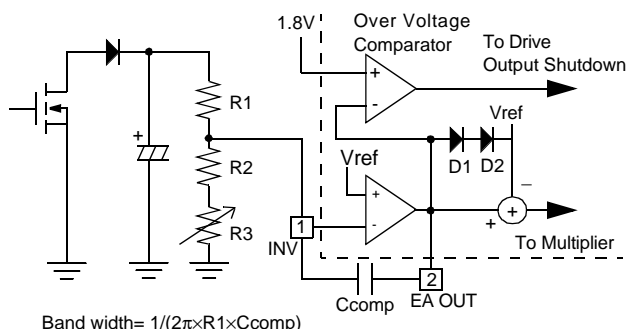 1.8V
Over Voltage
Comparator
To Drive
Output Shutdown
+
-
R1
Vref
D1 D2
+
R2
Vref
+
-
−
+
+
R3
1
INV
To Multiplier
2
Ccomp
EA OUT
Band width= 1/(2π×R1×Ccomp)